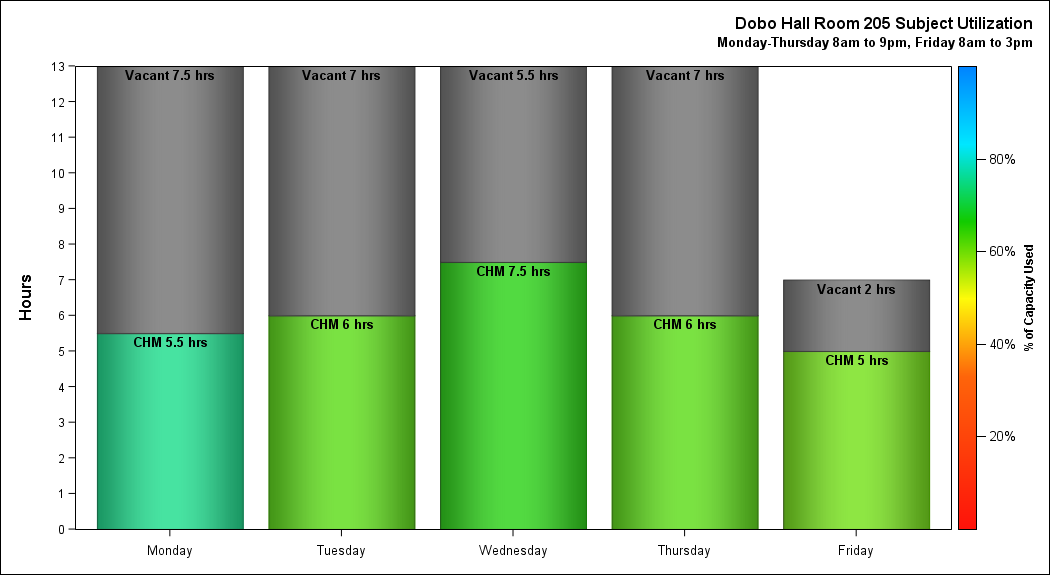 Dobo Hall Room 205 Subject Utilization
Monday-Thursday 8am to 9pm, Friday 8am to 3pm
Hours
13
12
11
10
9
8
7
6
5
4
3
2
1
0
Vacant 7.5 hrs
Vacant 7 hrs
Vacant 5.5 hrs
Vacant 7 hrs
Vacant 2 hrs
CHM 5.5 hrs
CHM 6 hrs
CHM 7.5 hrs
CHM 6 hrs
CHM 5 hrs
Monday
Tuesday
Wednesday
Thursday
Friday
80%
60%
40%
20%
% of Capacity Used